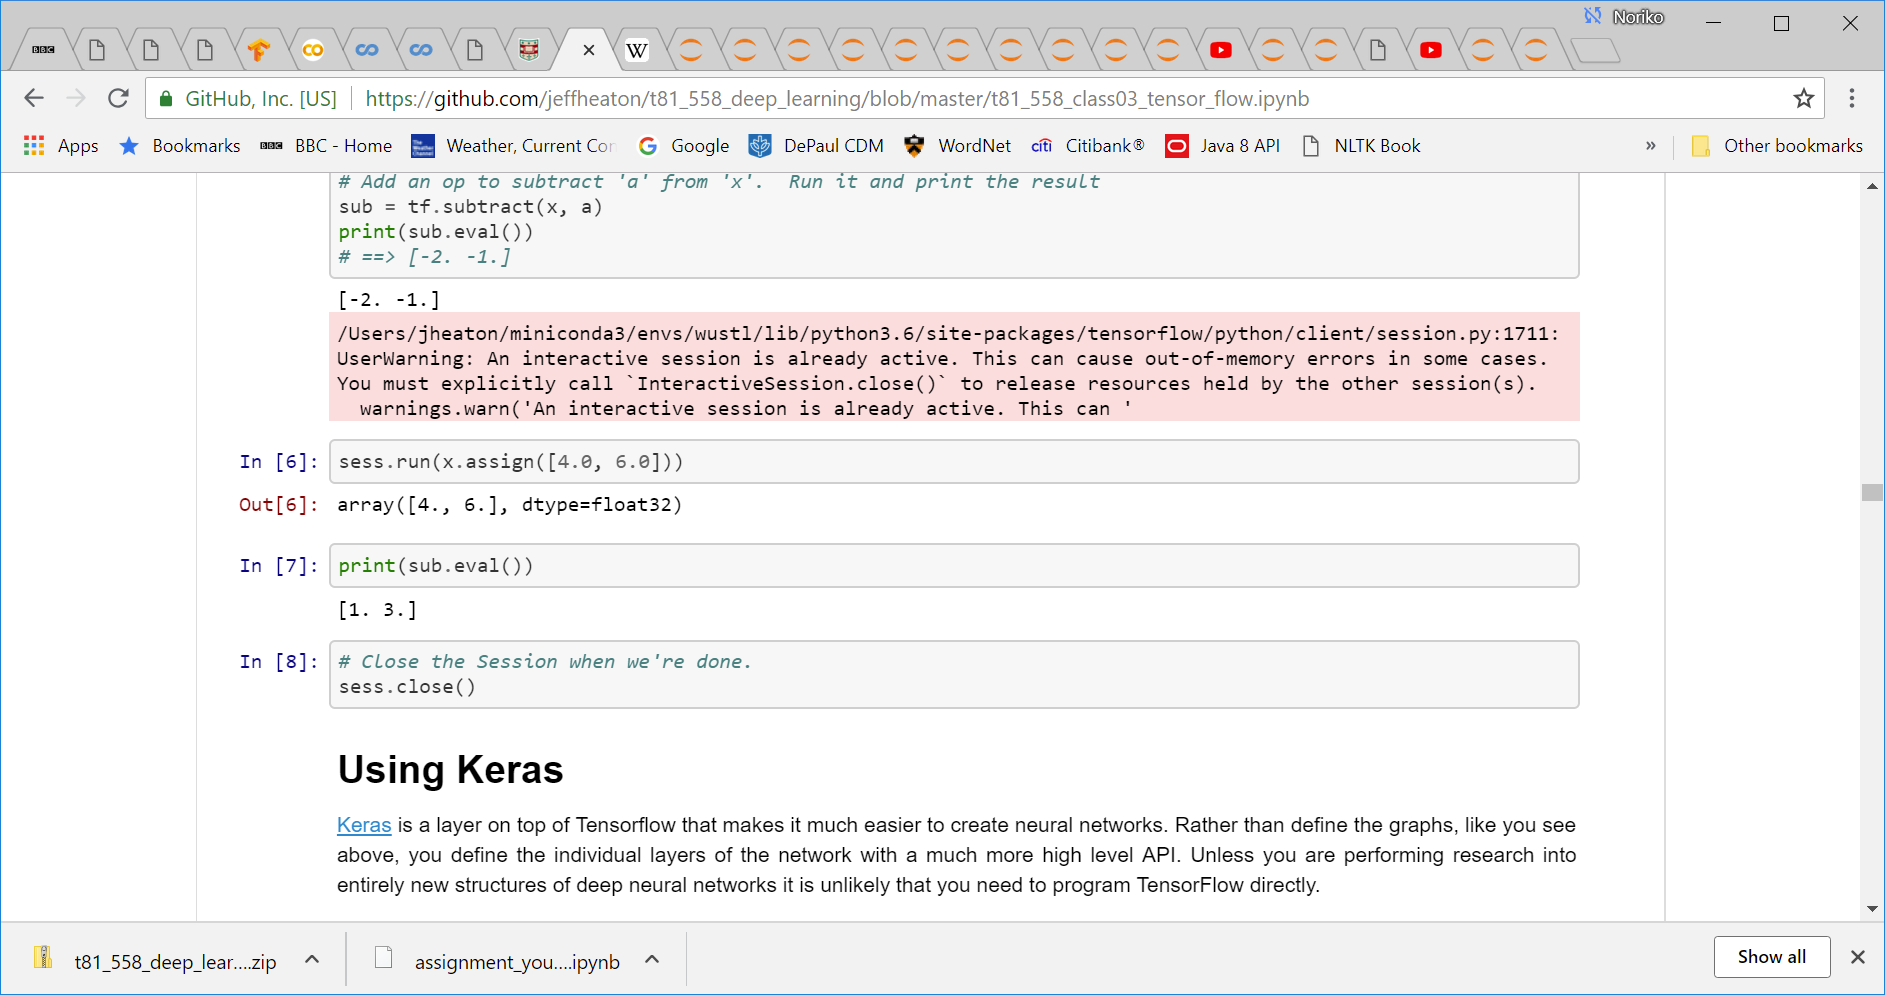 Noriko
BBC
CO
W
GitHub, Inc. [US] https://github.com/jeffheaton/t81_558_deep_learning/blob/master/t81_558_class03_tensor_flow.ipynb
Apps Bookmarks BBC BBC - Home The Weather Channel Weather, Current Con G Google DePaul CDM WordNet citi Citibank® Java 8 API NLTK Book » Other bookmarks
# Add an op to subtract 'a' from 'x'.  Run it and print the result
sub = tf.subtract(x, a)
print(sub.eval())
# ==> [-2. -1.]
[-2. -1.]
/Users/jheaton/miniconda3/envs/wustl/lib/python3.6/site-packages/tensorflow/python/client/session.py:1711:
UserWarning: An interactive session is already active. This can cause out-of-memory errors in some cases.
You must explicitly call `InteractiveSession.close()` to release resources held by the other session(s).
  warnings.warn('An interactive session is already active. This can '
In [6]: sess.run(x.assign([4.0, 6.0]))
Out[6]: array([4., 6.], dtype=float32)
In [7]: print(sub.eval())
[1. 3.]
In [8]: # Close the Session when we're done.
sess.close()
Using Keras
Keras is a layer on top of Tensorflow that makes it much easier to create neural networks. Rather than define the graphs, like you see
above, you define the individual layers of the network with a much more high level API. Unless you are performing research into
entirely new structures of deep neural networks it is unlikely that you need to program TensorFlow directly.
t81_558_deep_lear....zip assignment_you....ipynb Show all